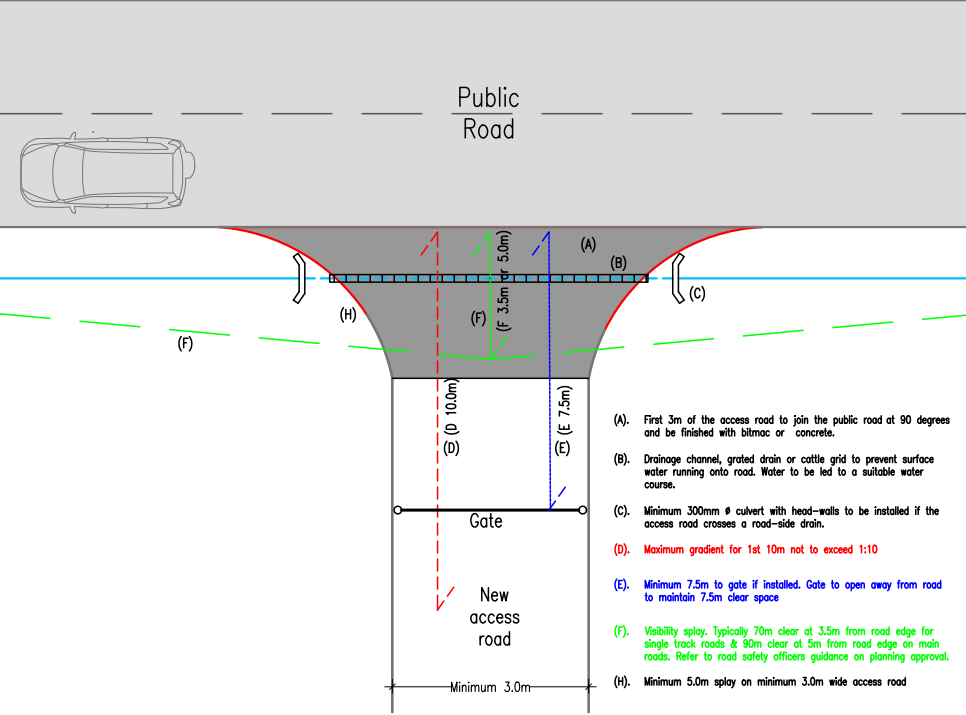 Public
Road
(A)
(B)
(C)
(H)
(F)
(F)
(F 3.5m or 5.0m)
(D 10.0m)
(D)
(E 7.5m)
(E)
Gate
New
access
road
Minimum 3.0m
(A). First 3m of the access road to join the public road at 90 degrees
and be finished with bitmac or concrete.
(B). Drainage channel, grated drain or cattle grid to prevent surface
water running onto road. Water to be led to a suitable water
course.
(C). Minimum 300mm ø culvert with head-walls to be installed if the
access road crosses a road-side drain.
(D). Maximum gradient for 1st 10m not to exceed 1:10
(E). Minimum 7.5m to gate if installed. Gate to open away from road
to maintain 7.5m clear space
(F). Visibility splay. Typically 70m clear at 3.5m from road edge for
single track roads & 90m clear at 5m from road edge on main
roads. Refer to road safety officers guidance on planning approval.
(H). Minimum 5.0m splay on minimum 3.0m wide access road